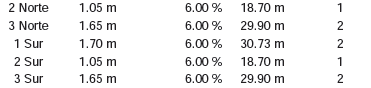 2 Norte 1.05 m 6.00 % 18.70 m 1
3 Norte 1.65 m 6.00 % 29.90 m 2
1 Sur 1.70 m 6.00 % 30.73 m 2
2 Sur 1.05 m 6.00 % 18.70 m 1
3 Sur 1.65 m 6.00 % 29.90 m 2